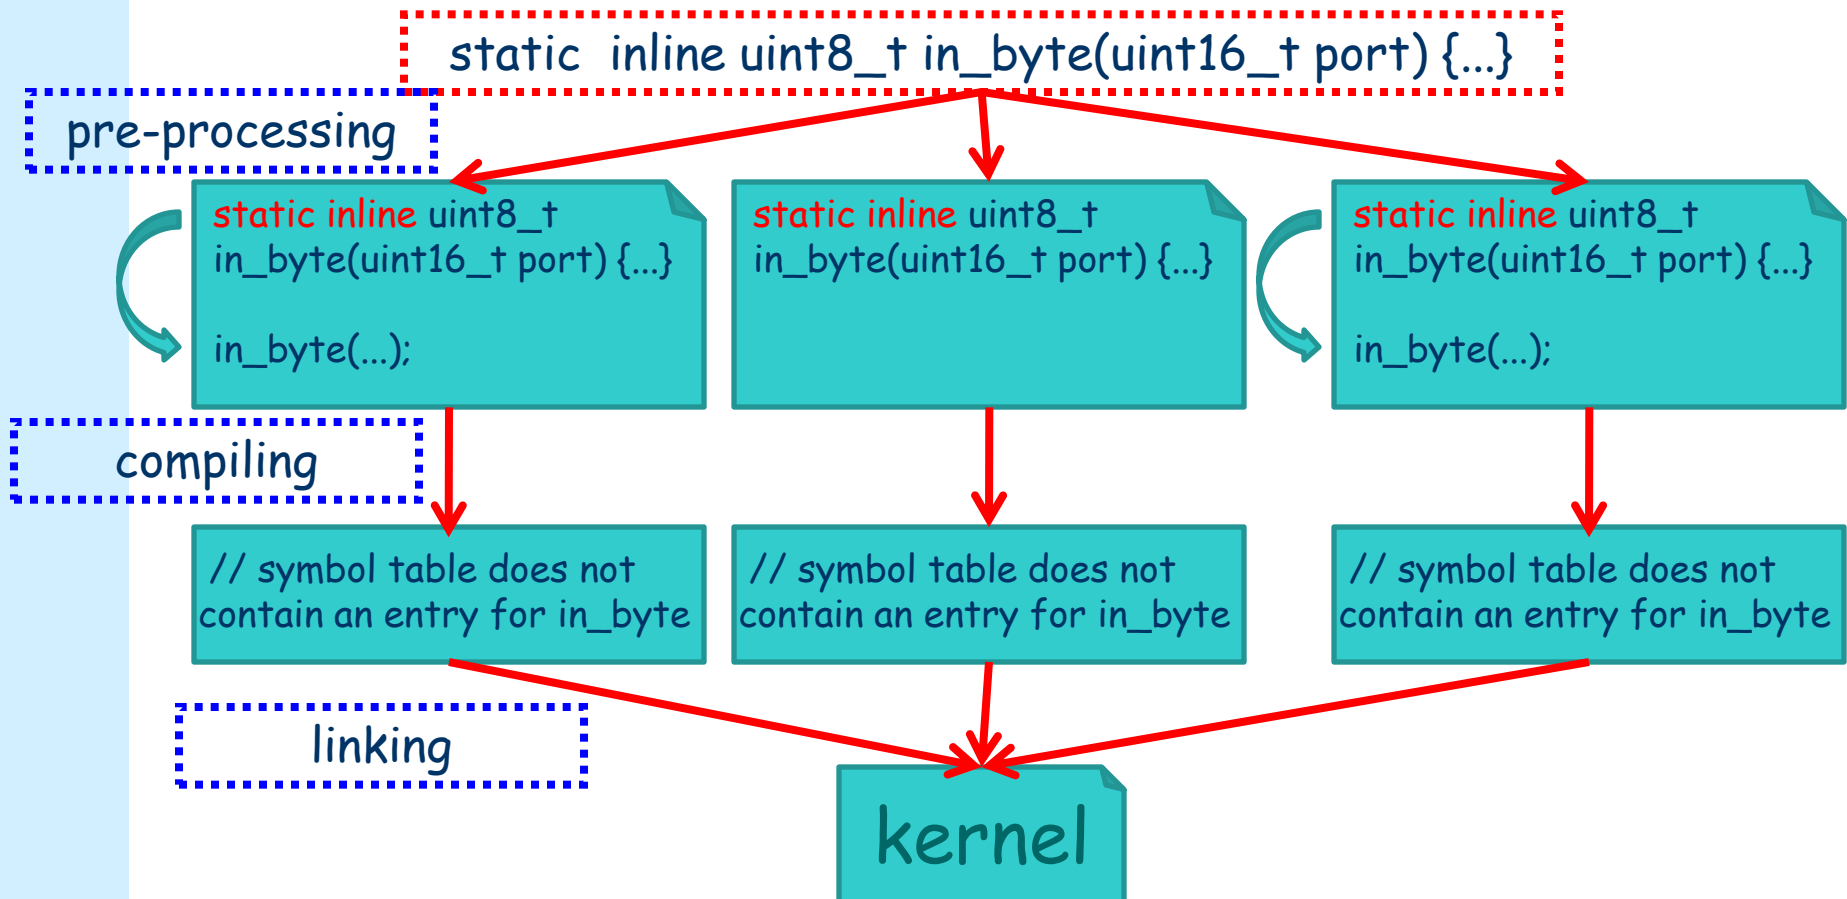 static inline uint8_t in_byte(uint16_t port) {...}
pre-processing
static inline uint8_t
in_byte(uint16_t port) {...}
in_byte(...);
static inline uint8_t
in_byte(uint16_t port) {...}
static inline uint8_t
in_byte(uint16_t port) {...}
in_byte(...);
compiling
// symbol table does not
contain an entry for in_byte
// symbol table does not
contain an entry for in_byte
// symbol table does not
contain an entry for in_byte
linking
kernel